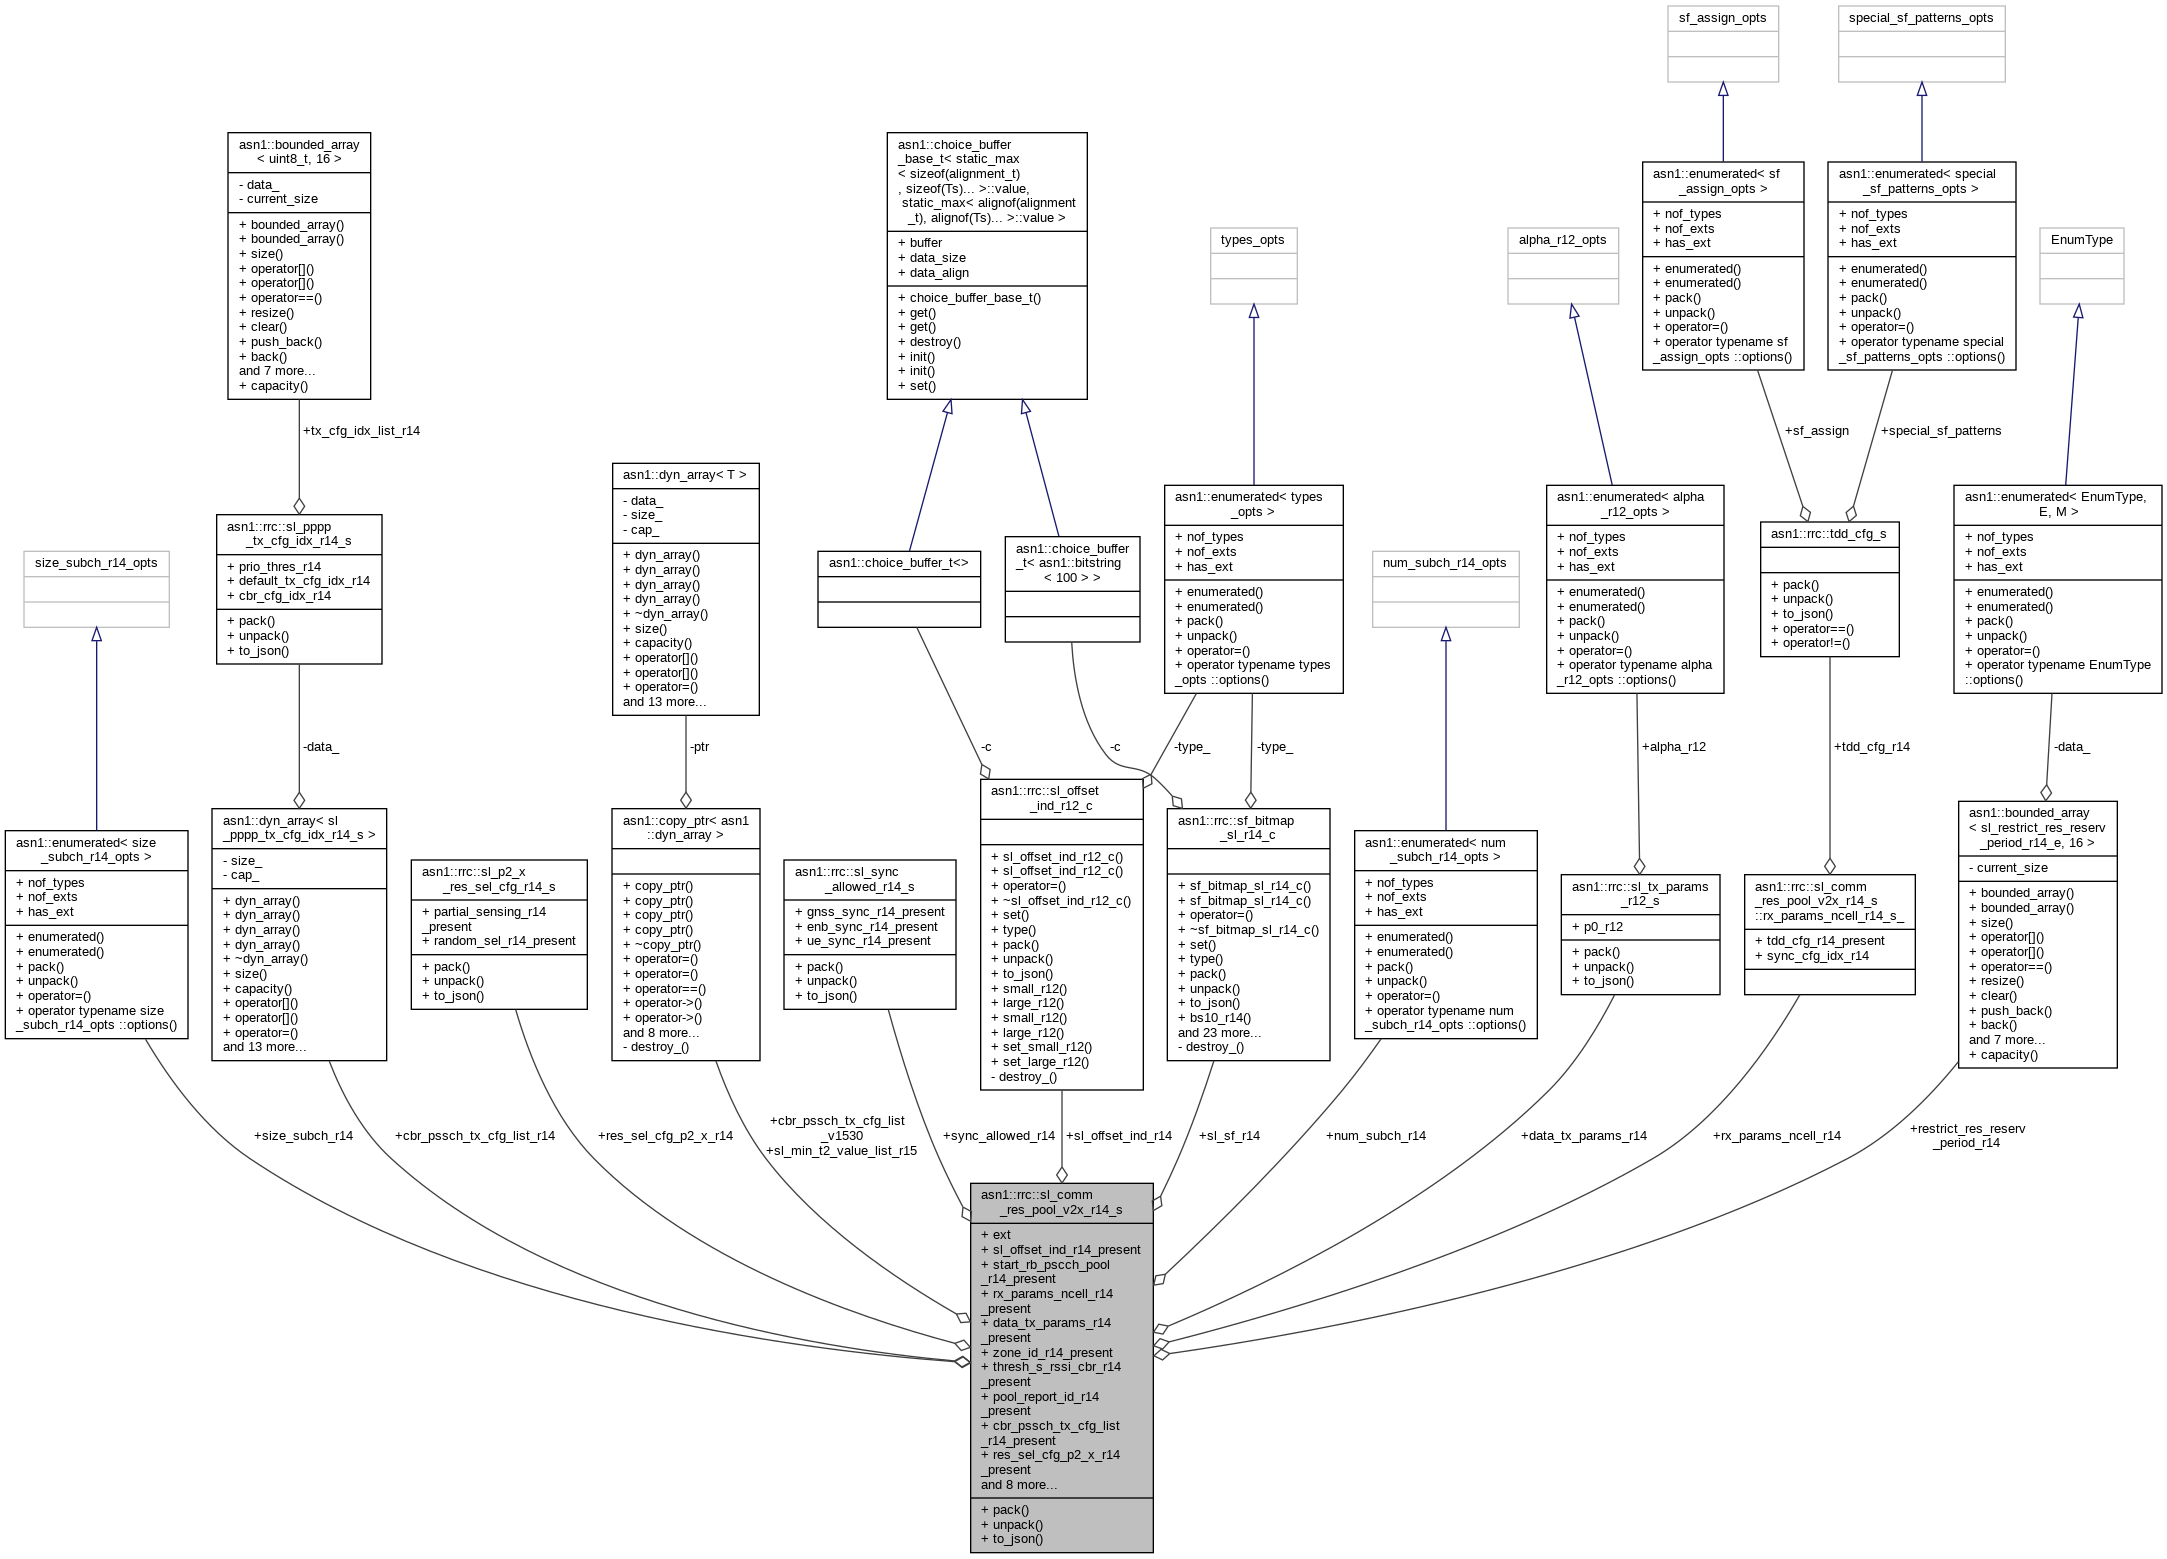 sf_assign_opts
special_sf_patterns_opts
asn1::bounded_array
< uint8_t, 16 >
- data_
- current_size
+ bounded_array()
+ bounded_array()
+ size()
+ operator[]()
+ operator[]()
+ operator==()
+ resize()
+ clear()
+ push_back()
+ back()
and 7 more...
+ capacity()
asn1::choice_buffer
_base_t< static_max
< sizeof(alignment_t)
, sizeof(Ts)... >::value,
static_max< alignof(alignment
_t), alignof(Ts)... >::value >
+ buffer
+ data_size
+ data_align
+ choice_buffer_base_t()
+ get()
+ get()
+ destroy()
+ init()
+ init()
+ set()
types_opts
alpha_r12_opts
asn1::enumerated< sf
_assign_opts >
+ nof_types
+ nof_exts
+ has_ext
+ enumerated()
+ enumerated()
+ pack()
+ unpack()
+ operator=()
+ operator typename sf
_assign_opts ::options()
asn1::enumerated< special
_sf_patterns_opts >
+ nof_types
+ nof_exts
+ has_ext
+ enumerated()
+ enumerated()
+ pack()
+ unpack()
+ operator=()
+ operator typename special
_sf_patterns_opts ::options()
EnumType
+tx_cfg_idx_list_r14
+sf_assign
+special_sf_patterns
size_subch_r14_opts
asn1::rrc::sl_pppp
_tx_cfg_idx_r14_s
+ prio_thres_r14
+ default_tx_cfg_idx_r14
+ cbr_cfg_idx_r14
+ pack()
+ unpack()
+ to_json()
asn1::dyn_array< T >
- data_
- size_
- cap_
+ dyn_array()
+ dyn_array()
+ dyn_array()
+ dyn_array()
+ ~dyn_array()
+ size()
+ capacity()
+ operator[]()
+ operator[]()
+ operator=()
and 13 more...
asn1::choice_buffer_t<>
asn1::choice_buffer
_t< asn1::bitstring
< 100 > >
asn1::enumerated< types
_opts >
+ nof_types
+ nof_exts
+ has_ext
+ enumerated()
+ enumerated()
+ pack()
+ unpack()
+ operator=()
+ operator typename types
_opts ::options()
num_subch_r14_opts
asn1::enumerated< alpha
_r12_opts >
+ nof_types
+ nof_exts
+ has_ext
+ enumerated()
+ enumerated()
+ pack()
+ unpack()
+ operator=()
+ operator typename alpha
_r12_opts ::options()
asn1::rrc::tdd_cfg_s
+ pack()
+ unpack()
+ to_json()
+ operator==()
+ operator!=()
asn1::enumerated< EnumType,
E, M >
+ nof_types
+ nof_exts
+ has_ext
+ enumerated()
+ enumerated()
+ pack()
+ unpack()
+ operator=()
+ operator typename EnumType
::options()
-data_
-ptr
-c
-c
-type_
-type_
+alpha_r12
+tdd_cfg_r14
-data_
asn1::enumerated< size
_subch_r14_opts >
+ nof_types
+ nof_exts
+ has_ext
+ enumerated()
+ enumerated()
+ pack()
+ unpack()
+ operator=()
+ operator typename size
_subch_r14_opts ::options()
asn1::dyn_array< sl
_pppp_tx_cfg_idx_r14_s >
- size_
- cap_
+ dyn_array()
+ dyn_array()
+ dyn_array()
+ dyn_array()
+ ~dyn_array()
+ size()
+ capacity()
+ operator[]()
+ operator[]()
+ operator=()
and 13 more...
asn1::rrc::sl_p2_x
_res_sel_cfg_r14_s
+ partial_sensing_r14
_present
+ random_sel_r14_present
+ pack()
+ unpack()
+ to_json()
asn1::copy_ptr< asn1
::dyn_array >
+ copy_ptr()
+ copy_ptr()
+ copy_ptr()
+ copy_ptr()
+ ~copy_ptr()
+ operator=()
+ operator=()
+ operator==()
+ operator->()
+ operator->()
and 8 more...
- destroy_()
asn1::rrc::sl_sync
_allowed_r14_s
+ gnss_sync_r14_present
+ enb_sync_r14_present
+ ue_sync_r14_present
+ pack()
+ unpack()
+ to_json()
asn1::rrc::sl_offset
_ind_r12_c
+ sl_offset_ind_r12_c()
+ sl_offset_ind_r12_c()
+ operator=()
+ ~sl_offset_ind_r12_c()
+ set()
+ type()
+ pack()
+ unpack()
+ to_json()
+ small_r12()
+ large_r12()
+ small_r12()
+ large_r12()
+ set_small_r12()
+ set_large_r12()
- destroy_()
asn1::rrc::sf_bitmap
_sl_r14_c
+ sf_bitmap_sl_r14_c()
+ sf_bitmap_sl_r14_c()
+ operator=()
+ ~sf_bitmap_sl_r14_c()
+ set()
+ type()
+ pack()
+ unpack()
+ to_json()
+ bs10_r14()
and 23 more...
- destroy_()
asn1::enumerated< num
_subch_r14_opts >
+ nof_types
+ nof_exts
+ has_ext
+ enumerated()
+ enumerated()
+ pack()
+ unpack()
+ operator=()
+ operator typename num
_subch_r14_opts ::options()
asn1::rrc::sl_tx_params
_r12_s
+ p0_r12
+ pack()
+ unpack()
+ to_json()
asn1::rrc::sl_comm
_res_pool_v2x_r14_s
::rx_params_ncell_r14_s_
+ tdd_cfg_r14_present
+ sync_cfg_idx_r14
asn1::bounded_array
< sl_restrict_res_reserv
_period_r14_e, 16 >
- current_size
+ bounded_array()
+ bounded_array()
+ size()
+ operator[]()
+ operator[]()
+ operator==()
+ resize()
+ clear()
+ push_back()
+ back()
and 7 more...
+ capacity()
+size_subch_r14
+cbr_pssch_tx_cfg_list_r14
+res_sel_cfg_p2_x_r14
+cbr_pssch_tx_cfg_list
_v1530
+sl_min_t2_value_list_r15
+sync_allowed_r14
+sl_offset_ind_r14
+sl_sf_r14
+num_subch_r14
+data_tx_params_r14
+rx_params_ncell_r14
+restrict_res_reserv
_period_r14
asn1::rrc::sl_comm
_res_pool_v2x_r14_s
+ ext
+ sl_offset_ind_r14_present
+ start_rb_pscch_pool
_r14_present
+ rx_params_ncell_r14
_present
+ data_tx_params_r14
_present
+ zone_id_r14_present
+ thresh_s_rssi_cbr_r14
_present
+ pool_report_id_r14
_present
+ cbr_pssch_tx_cfg_list
_r14_present
+ res_sel_cfg_p2_x_r14
_present
and 8 more...
+ pack()
+ unpack()
+ to_json()